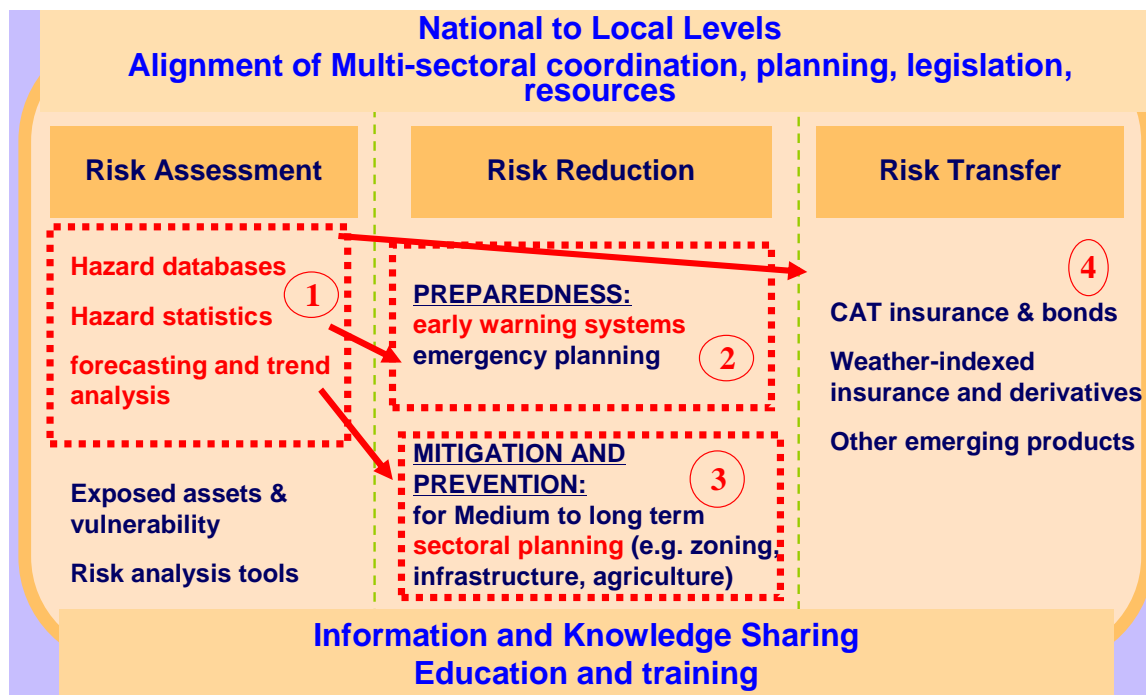 National to Local Levels
Alignment of Multi-sectoral coordination, planning, legislation,
resources
Risk Assessment
Hazard databases
1
Hazard statistics
forecasting and trend
analysis
Exposed assets &
vulnerability
Risk analysis tools
Risk Reduction
PREPAREDNESS:
early warning systems
emergency planning
2
MITIGATION AND
PREVENTION:
3
for Medium to long term
sectoral planning (e.g. zoning,
infrastructure, agriculture)
Risk Transfer
4
CAT insurance & bonds
Weather-indexed
insurance and derivatives
Other emerging products
Information and Knowledge Sharing
Education and training